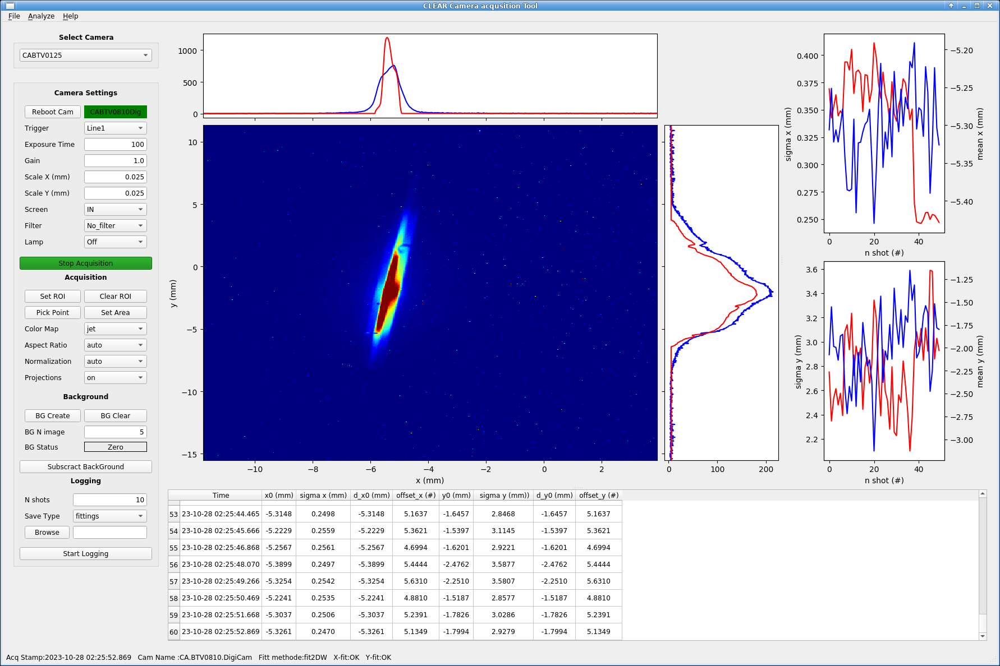 CLEAR Camera acqusition Tool
File Analyze Help
Select Camera
CABTV0125
Camera Settings
Reboot Cam CABTV0810Dig
Trigger Line1
Exposure Time 100
Gain 1.0
Scale X (mm) 0.025
Scale Y (mm) 0.025
Screen IN
Filter No_filter
Lamp Off
Stop Acquisition
Acquisition
Set ROI Clear ROI
Pick Point Set Area
Color Map jet
Aspect Ratio auto
Normalization auto
Projections on
Background
BG Create BG Clear
BG N image 5
BG Status Zero
Subscract BackGround
Logging
N shots 10
Save Type fittings
Browse
Start Logging
1000
500
0
10
5
0
−5
−10
−15
y (mm)
−10 −8 −6 −4 −2 0 2
x (mm)
0 100 200
0.400
0.375
0.350
0.325
0.300
0.275
0.250
sigma x (mm)
−5.20
−5.25
−5.30
−5.35
−5.40
mean x (mm)
0 20 40
n shot (#)
3.6
3.4
3.2
3.0
2.8
2.6
2.4
2.2
sigma y (mm)
−1.25
−1.50
−1.75
−2.00
−2.25
−2.50
−2.75
−3.00
mean y (mm)
0 20 40
n shot (#)
Time x0 (mm) sigma x (mm) d_x0 (mm) offset_x (#) y0 (mm) sigma y (mm)) d_y0 (mm) offset_y (#)
53 23-10-28 02:25:44.465 -5.3148 0.2498 -5.3148 5.1637 -1.6457 2.8468 -1.6457 5.1637
54 23-10-28 02:25:45.666 -5.2229 0.2559 -5.2229 5.3621 -1.5397 3.1145 -1.5397 5.3621
55 23-10-28 02:25:46.868 -5.2567 0.2561 -5.2567 4.6994 -1.6201 2.9221 -1.6201 4.6994
56 23-10-28 02:25:48.070 -5.3899 0.2497 -5.3899 5.4444 -2.4762 3.5877 -2.4762 5.4444
57 23-10-28 02:25:49.266 -5.3254 0.2542 -5.3254 5.6310 -2.2510 3.5807 -2.2510 5.6310
58 23-10-28 02:25:50.469 -5.2241 0.2535 -5.2241 4.8810 -1.5187 2.8577 -1.5187 4.8810
59 23-10-28 02:25:51.668 -5.3037 0.2506 -5.3037 5.2391 -1.7826 3.0286 -1.7826 5.2391
60 23-10-28 02:25:52.869 -5.3261 0.2470 -5.3261 5.1349 -1.7994 2.9279 -1.7994 5.1349
Acq Stamp:2023-10-28 02:25:52.869 Cam Name :CA.BTV0810.DigiCam Fitt methode:fit2DW X-fit:OK Y-fit:OK